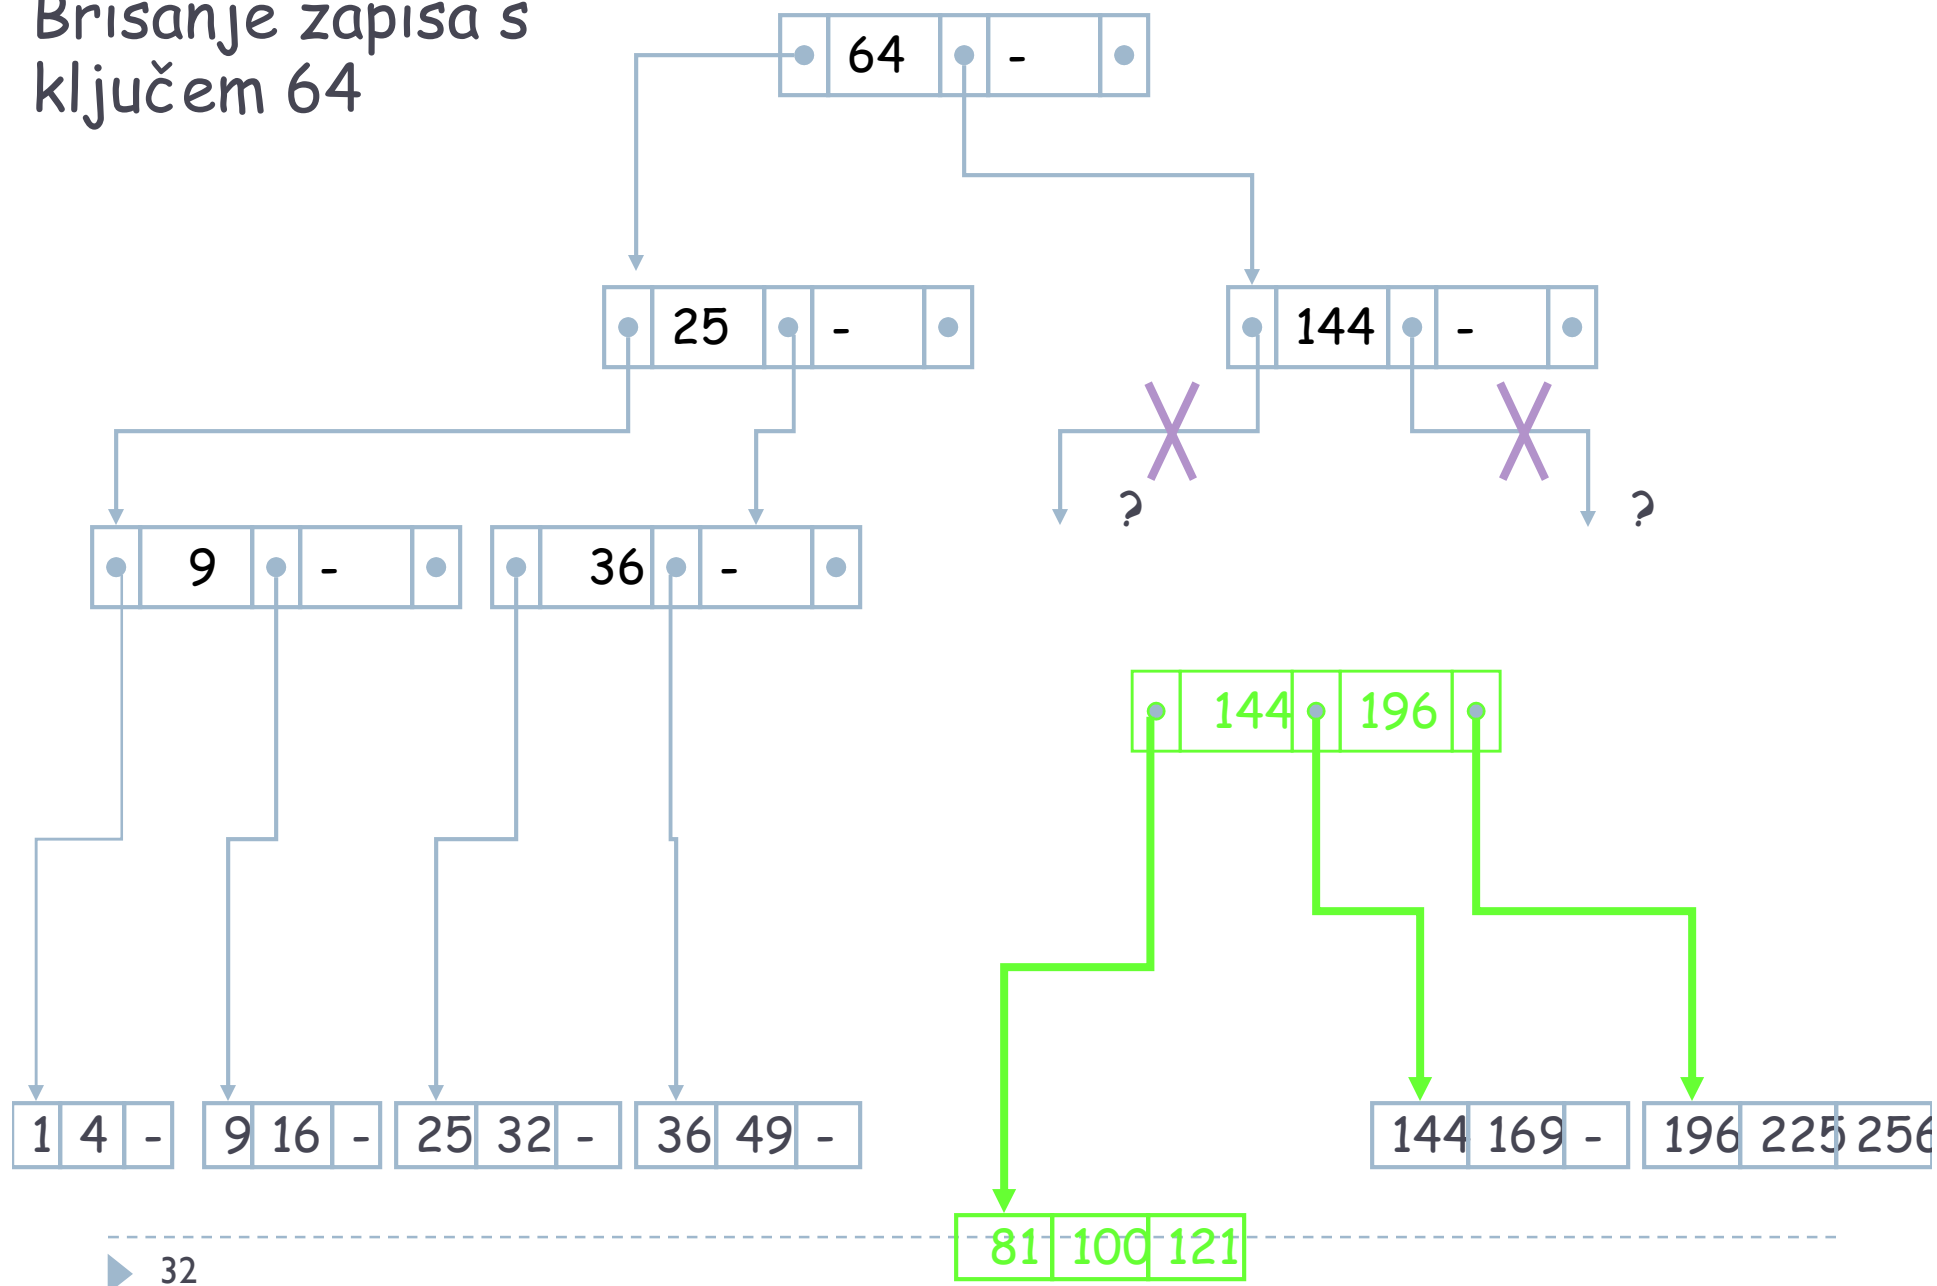 Brisanje zapisa s
ključem 64
64 -
25 - 144 -
? ?
9 - 36 -
144 196
1 4 - 9 16 - 25 32 - 36 49 - 144 169 - 196 225 256
81 100 121
32